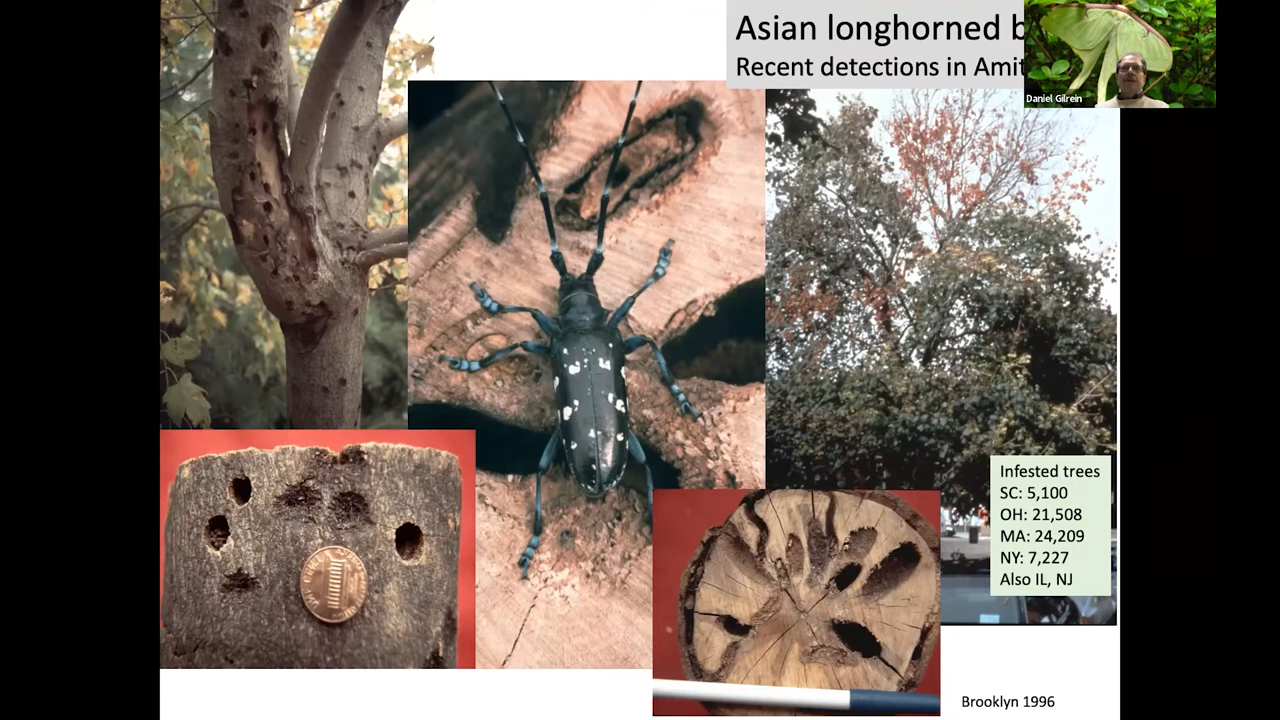 Asian longhorned b
Recent detections in Amit
Daniel Gilrein
Infested trees
SC: 5,100
OH: 21,508
MA: 24,209
NY: 7,227
Also IL, NJ
Brooklyn 1996